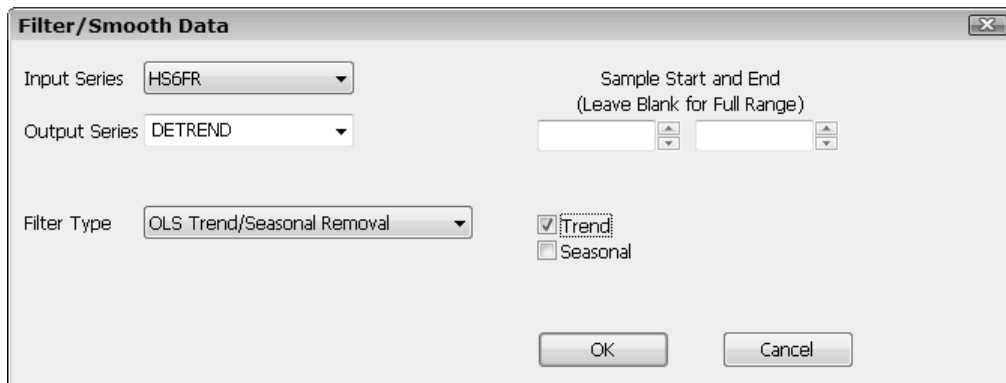 Filter/Smooth Data
Input Series HS6FR
Output Series DETREND
Sample Start and End
(Leave Blank for Full Range)
Filter Type OLS Trend/Seasonal Removal
Trend
Seasonal
OK Cancel